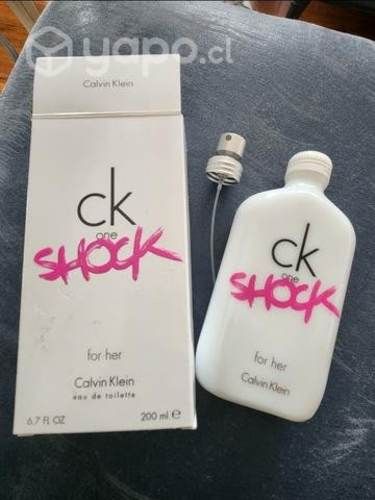 yapo.cl
Calvin Klein
ck
one
SHOCK
for her
Calvin Klein
eau de toilette
6.7 FL OZ 200 ml e
ck
one
SHOCK
for her
Calvin Klein